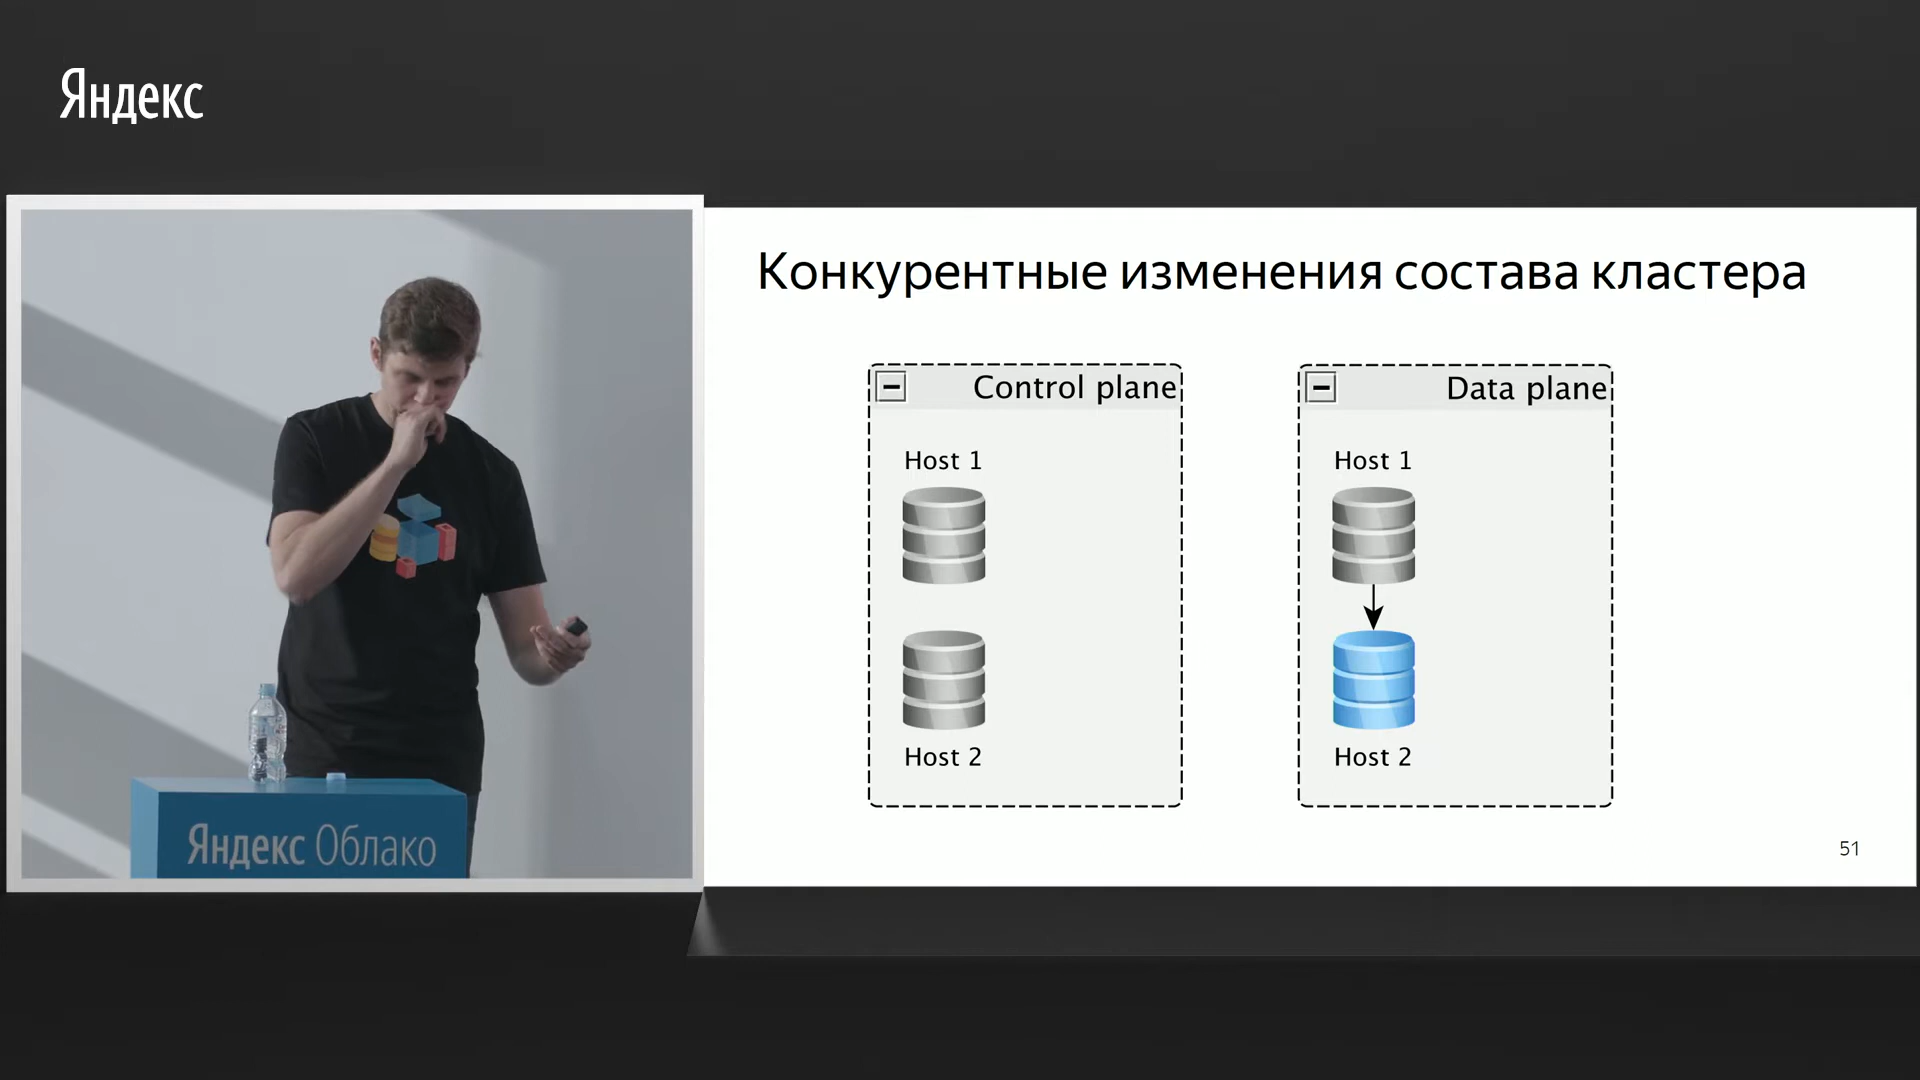 Яндекс
Конкурентные изменения состава кластера
Control plane
Host 1
Host 2
Data plane
Host 1
Host 2
51
Яндекс Облако